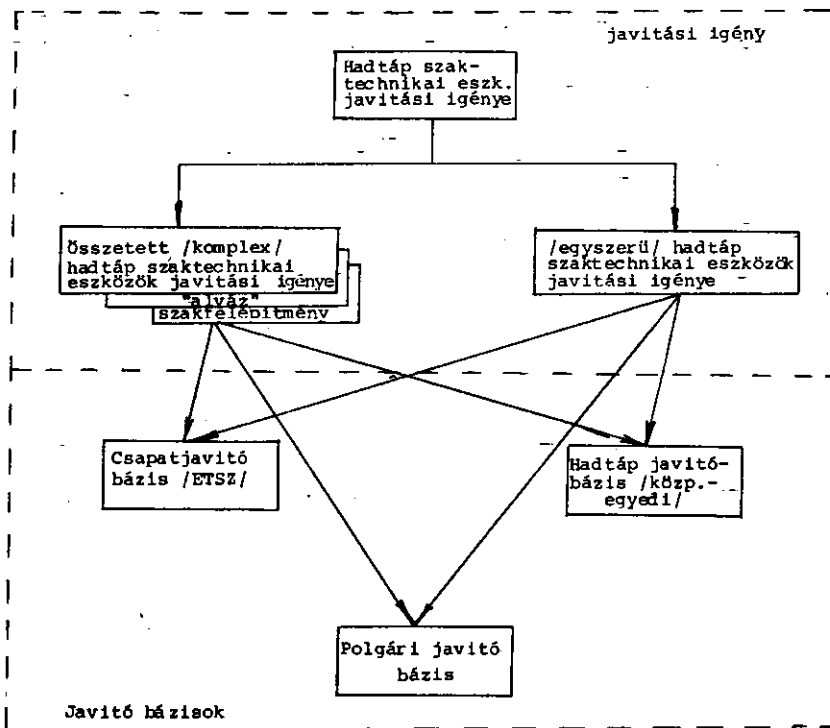 javitási igény
Hadtáp szak-
technikai eszk.
javitási igénye
Összetett /komplex/
hadtáp szaktechnikai
eszközök javitási igénye
"alváz"
szakfelépitmény
/egyszerü/ hadtáp
szaktechnikai eszközök
javitási igénye
Csapatjavitó
bázis /ETSZ/
Hadtáp javitó-
bázis /közp.-
egyedi/
Polgári javitó
bázis
Javitó bázisok